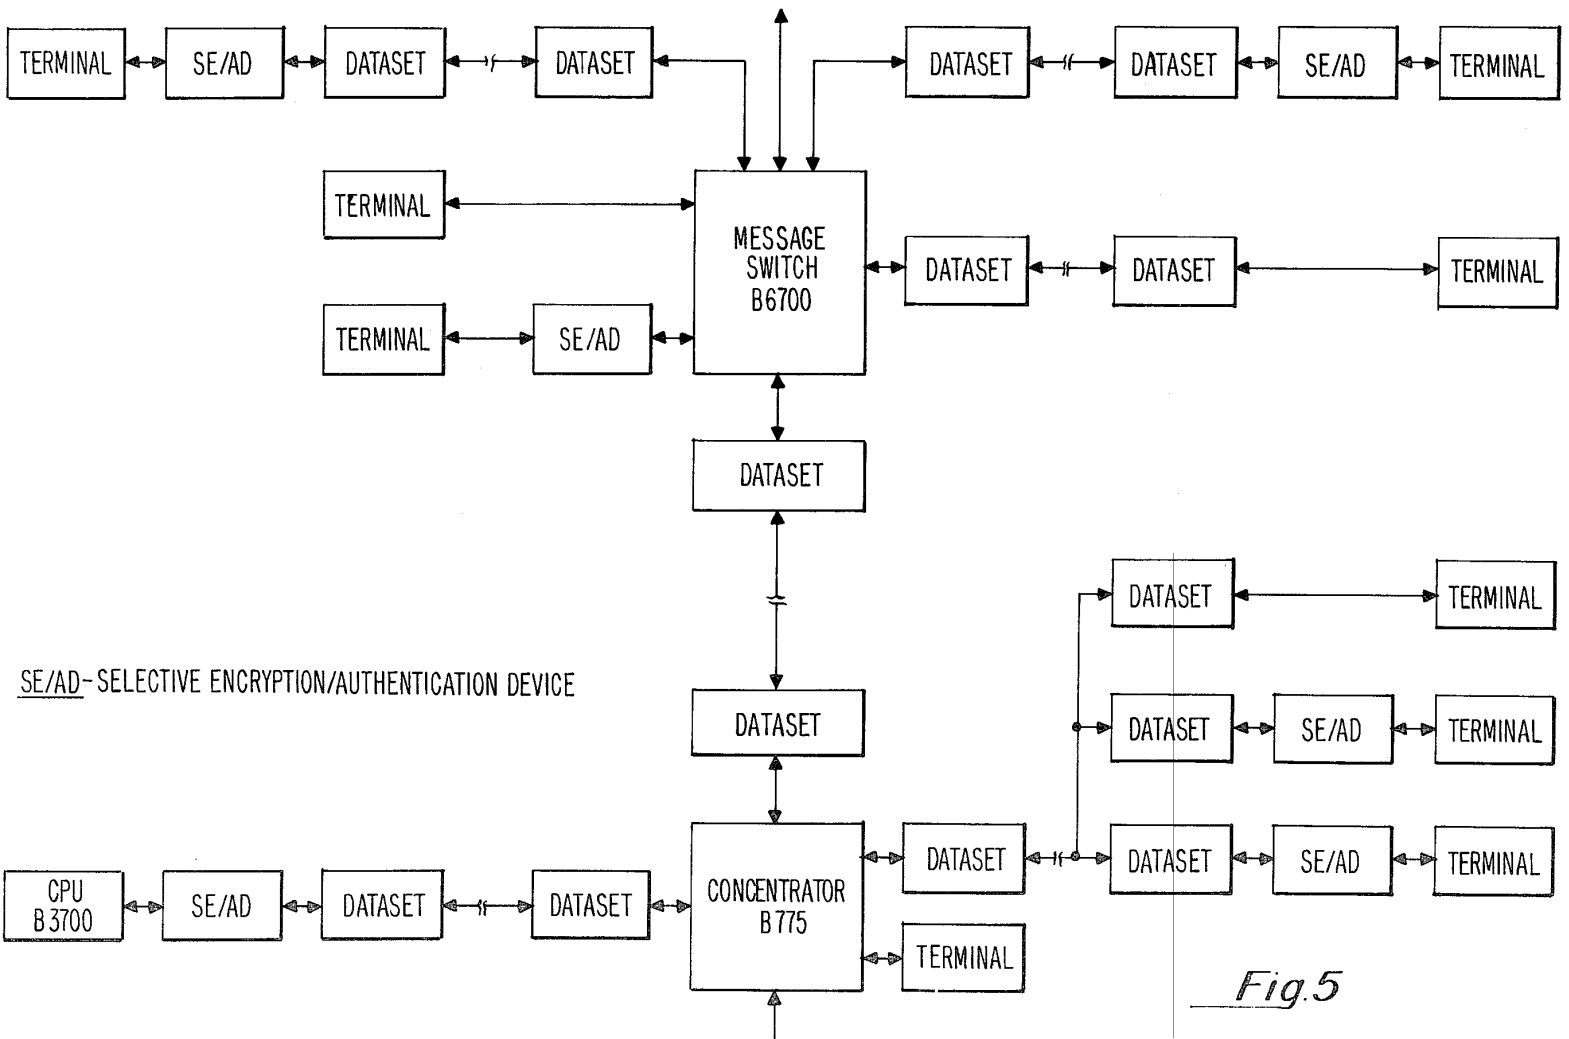 TERMINAL SE/AD DATASET DATASET DATASET DATASET SE/AD TERMINAL
TERMINAL
MESSAGE
SWITCH
B6700
DATASET DATASET TERMINAL
TERMINAL SE/AD
DATASET
DATASET TERMINAL
SE/AD-SELECTIVE ENCRYPTION/AUTHENTICATION DEVICE
DATASET
DATASET SE/AD TERMINAL
CPU
B3700
SE/AD DATASET DATASET
CONCENTRATOR
B775
DATASET DATASET SE/AD TERMINAL
TERMINAL
Fig.5